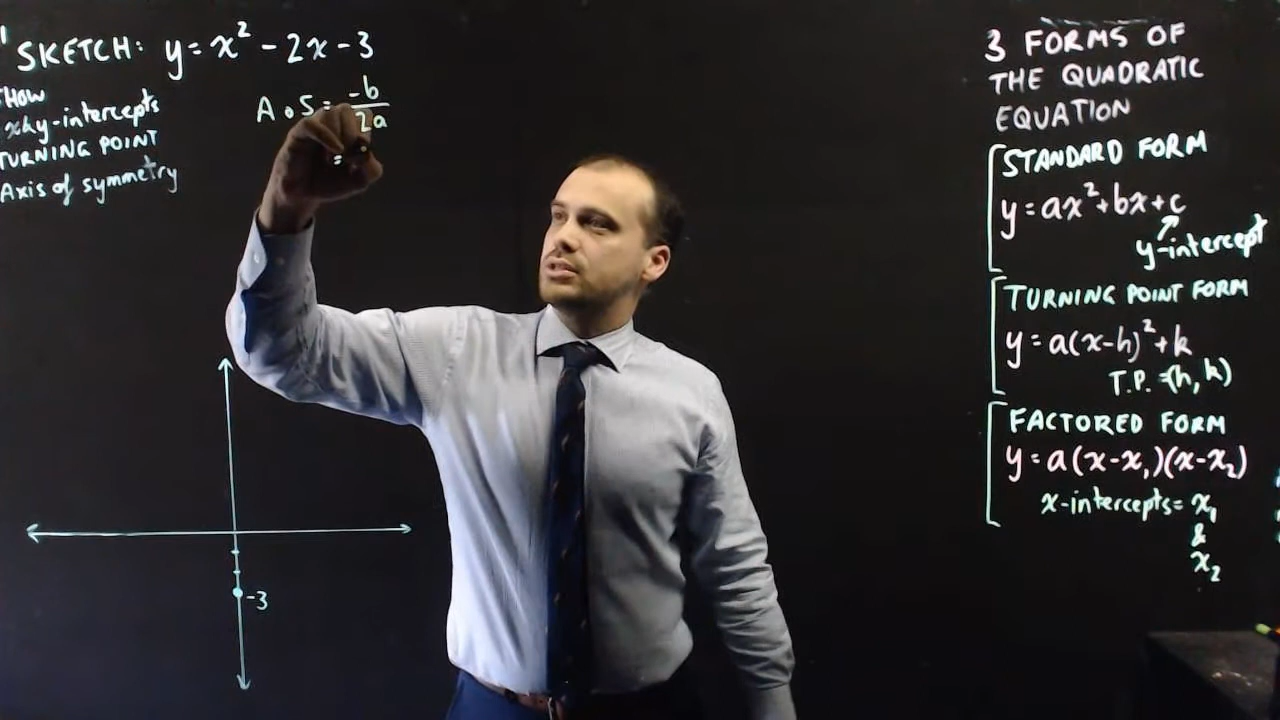 SKETCH: y = x² - 2x - 3
SHOW
x & y-intercepts
TURNING POINT
Axis of symmetry
A.S = -b
2a
=
-3
3 FORMS OF
THE QUADRATIC
EQUATION
STANDARD FORM
y = ax² + bx + c
y-intercept
TURNING POINT FORM
y = a(x-h)² + k
T.P. = (h, k)
FACTORED FORM
y = a(x-x₁)(x-x₂)
x-intercepts = x₁
&
x₂